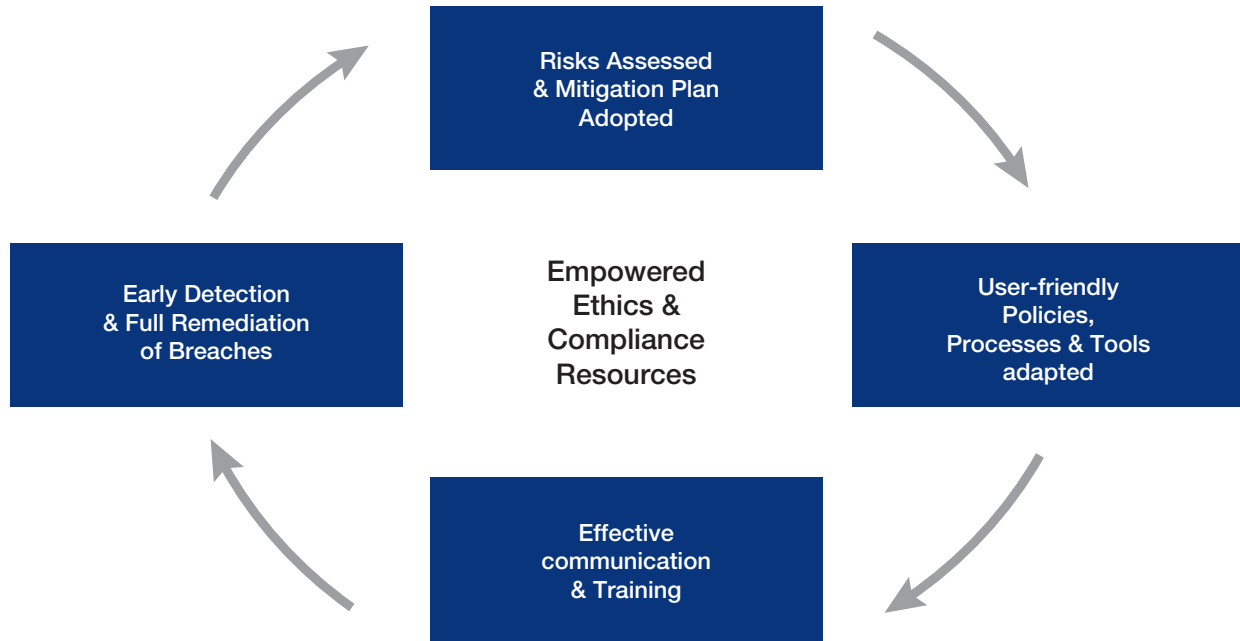 Risks Assessed
& Mitigation Plan
Adopted
Early Detection
& Full Remediation
of Breaches
Empowered
Ethics &
Compliance
Resources
User-friendly
Policies,
Processes & Tools
adapted
Effective
communication
& Training